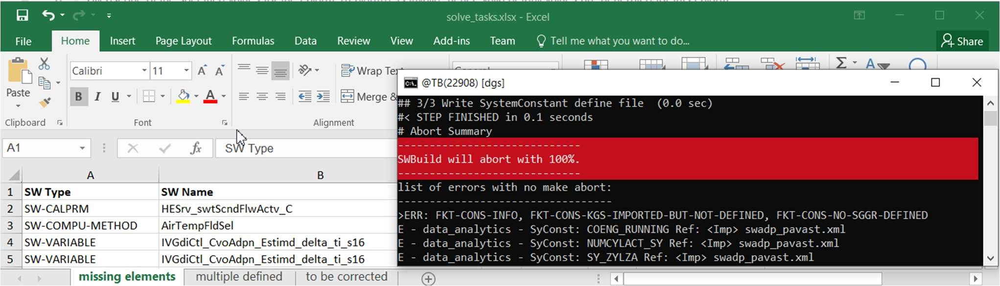 solve_tasks.xlsx - Excel
File Home Insert Page Layout Formulas Data Review View Add-ins Team Tell me what you want to do... Share
Calibri 11
Wrap
Paste
B I U A
Merge &
Clipboard Font Alignment
A1 fx SW Type
A B
1 SW Type SW Name
2 SW-CALPRM HESrv_swtScndFlwActv_C
3 SW-COMPU-METHOD AirTempFldSel
4 SW-VARIABLE IVGdiCtl_CvoAdpn_Estimd_delta_ti_s16
5 SW-VARIABLE IVGdiCtl_CvoAdpn_Estimd_delta_ti_s16
missing elements multiple defined to be corrected
@TB(22908) [dgs]
## 3/3 Write SystemConstant define file (0.0 sec)
#< STEP FINISHED in 0.1 seconds
# Abort Summary
-----------------------------
SWBuild will abort with 100%.
-----------------------------
list of errors with no make abort:
----------------------------------
>ERR: FKT-CONS-INFO, FKT-CONS-KGS-IMPORTED-BUT-NOT-DEFINED, FKT-CONS-NO-SGGR-DEFINED
E - data_analytics - SyConst: COENG_RUNNING Ref: <Imp> swadp_pavast.xml
E - data_analytics - SyConst: NUMCYLACT_SY Ref: <Imp> swadp_pavast.xml
E - data_analytics - SyConst: SY_ZYLZA Ref: <Imp> swadp_pavast.xml